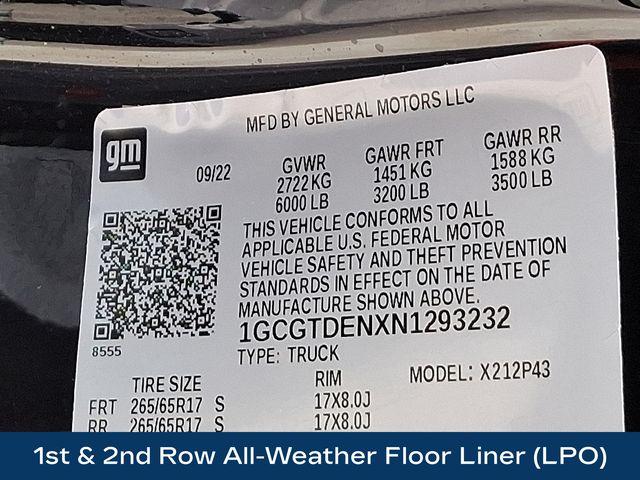 MFD BY GENERAL MOTORS LLC
gm
09/22
GVWR
2722 KG
6000 LB
GAWR FRT
1451 KG
3200 LB
GAWR RR
1588 KG
3500 LB
THIS VEHICLE CONFORMS TO ALL
APPLICABLE U.S. FEDERAL MOTOR
VEHICLE SAFETY AND THEFT PREVENTION
STANDARDS IN EFFECT ON THE DATE OF
MANUFACTURE SHOWN ABOVE.
1GCGTDENXN1293232
8555
TYPE: TRUCK
MODEL: X212P43
TIRE SIZE
RIM
FRT 265/65R17 S 17X8.0J
RR 265/65R17 S 17X8.0J
1st & 2nd Row All-Weather Floor Liner (LPO)